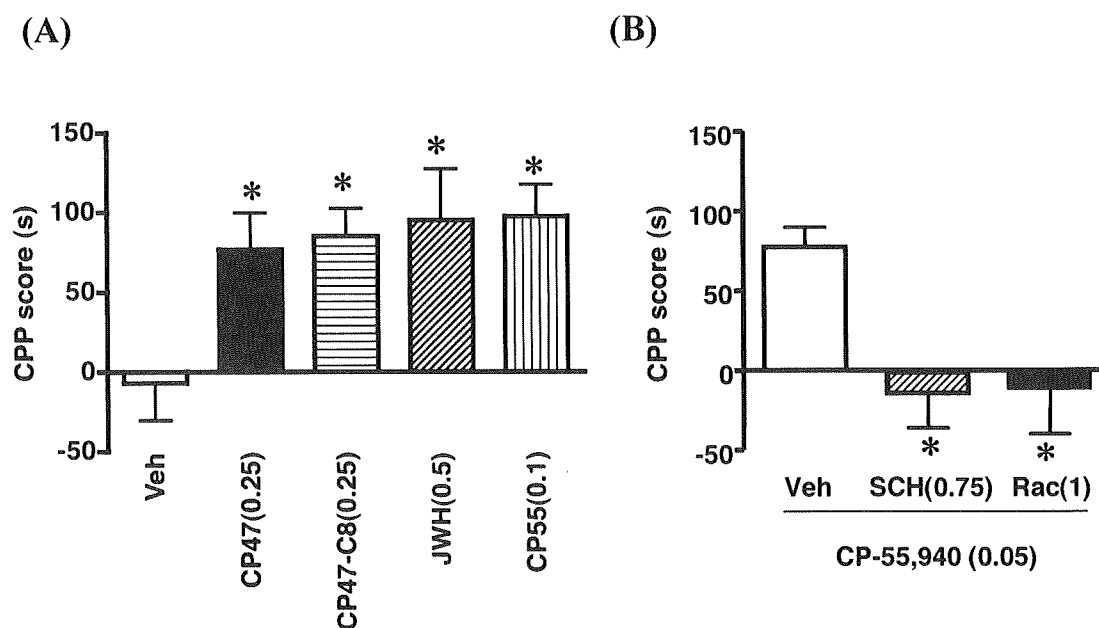 (A)
CPP score (s)
150
100
50
0
-50
*
*
*
*
Veh
CP47(0.25)
CP47-C8(0.25)
JWH(0.5)
CP55(0.1)
(B)
CPP score (s)
150
100
50
0
-50
*
*
Veh SCH(0.75) Rac(1)
CP-55,940 (0.05)